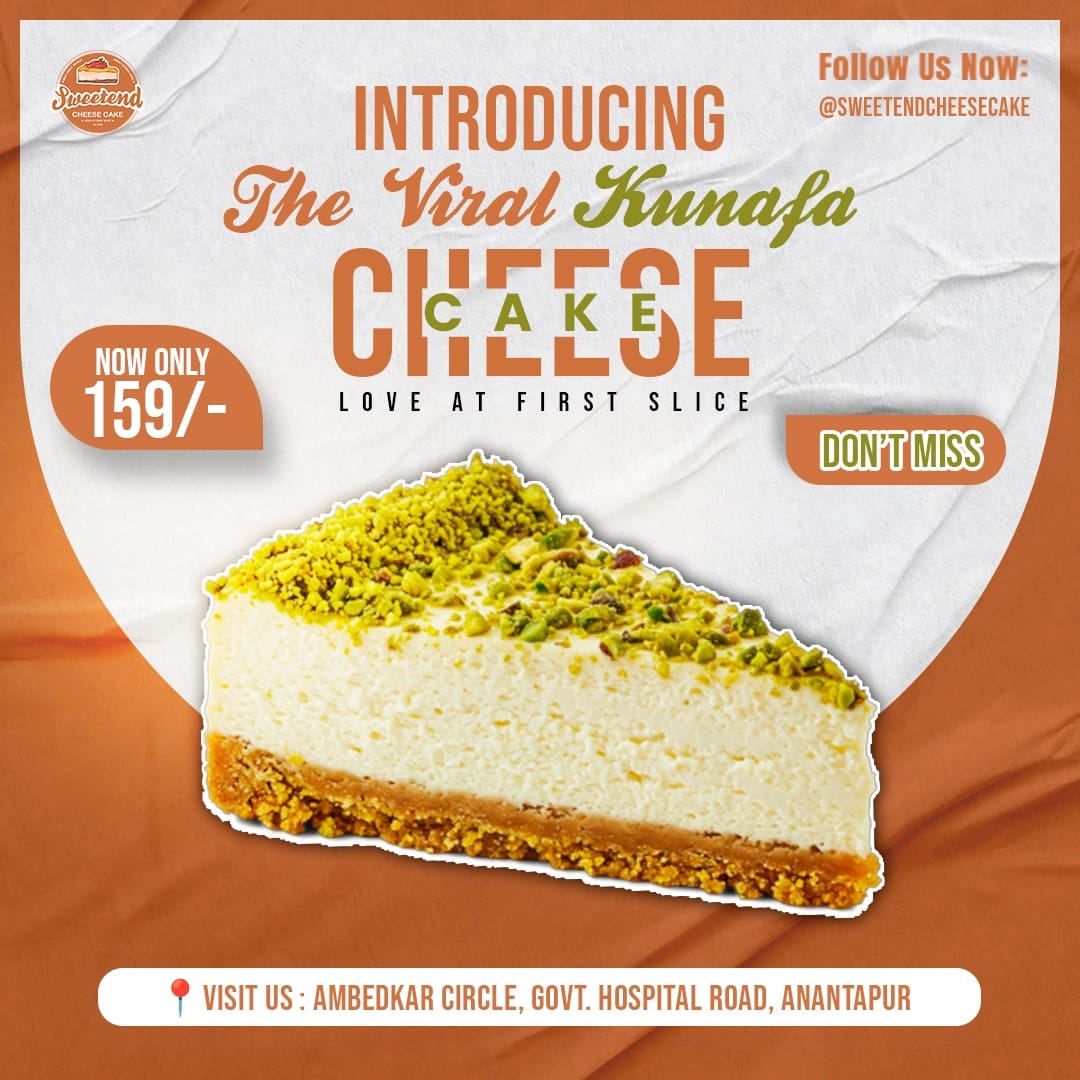 Sweetend
CHEESE CAKE
Follow Us Now:
@SWEETENDCHEESECAKE
INTRODUCING
The Viral Kunafa
CHEESE
CAKE
LOVE AT FIRST SLICE
NOW ONLY
159/-
DON'T MISS
VISIT US : AMBEDKAR CIRCLE, GOVT. HOSPITAL ROAD, ANANTAPUR